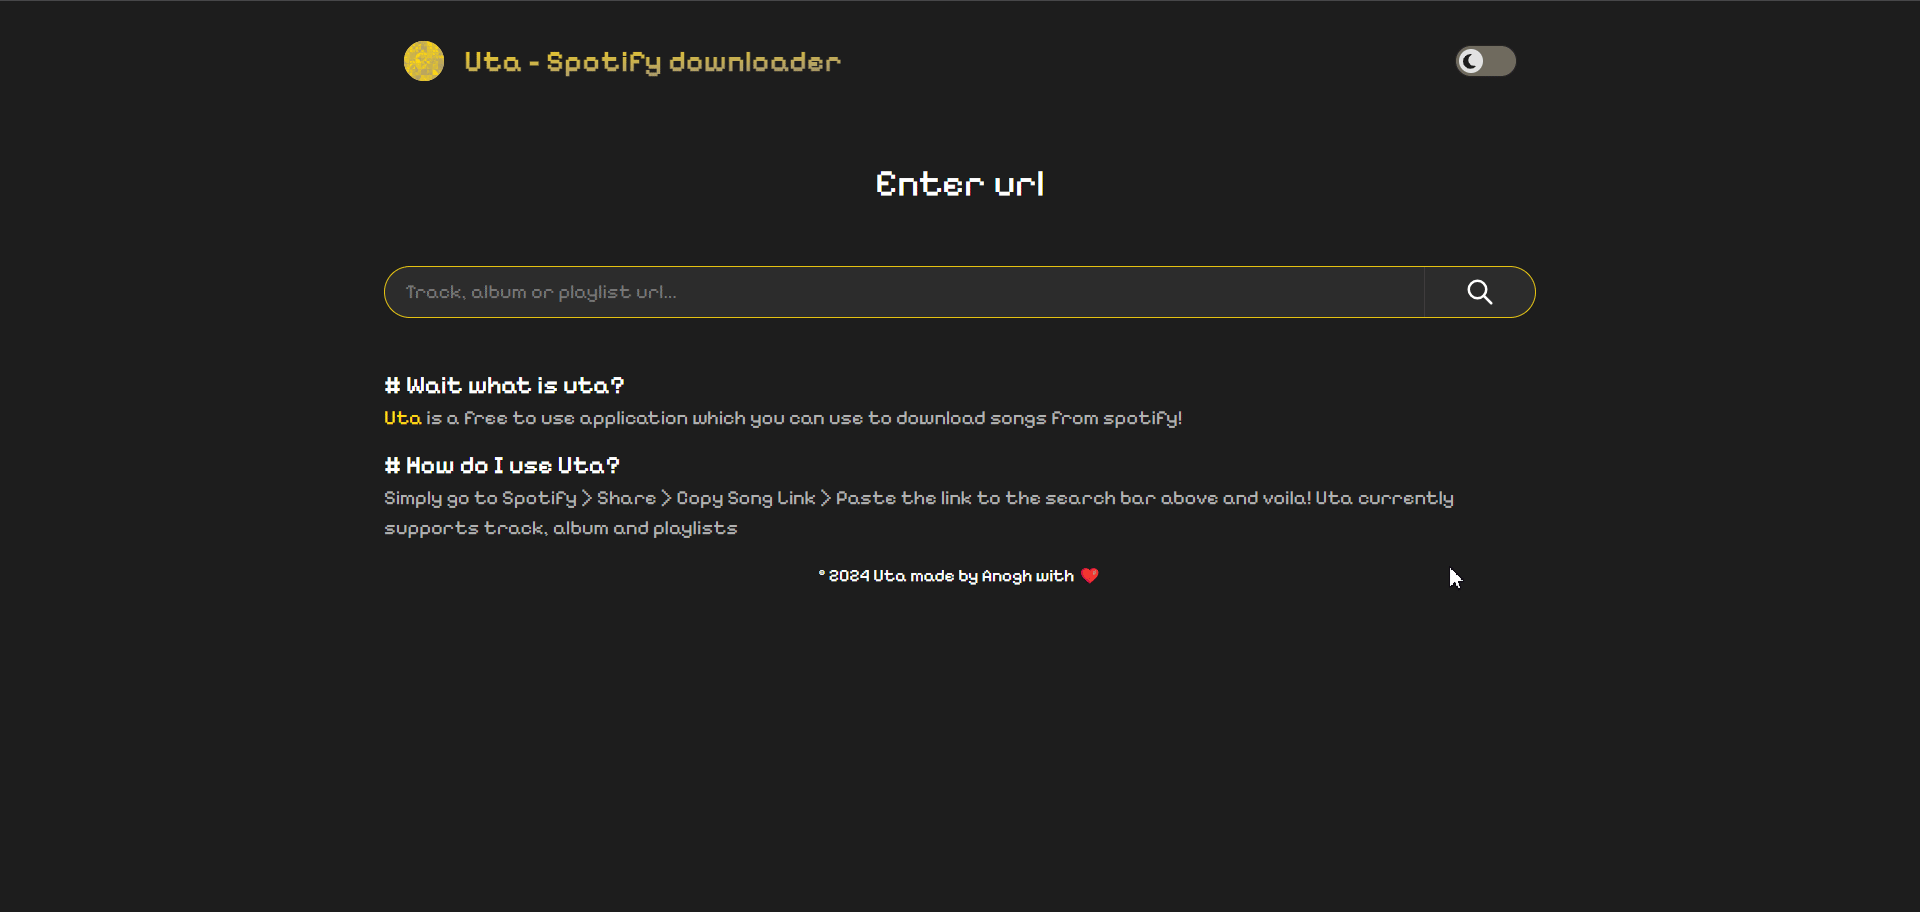 Uta - Spotify downloader
Enter url
Track, album or playlist url...
# Wait what is uta?
Uta is a free to use application which you can use to download songs from spotify!
# How do I use Uta?
Simply go to Spotify > Share > Copy Song Link > Paste the link to the search bar above and voila! Uta currently
supports track, album and playlists
© 2024 Uta made by Anogh with ❤️